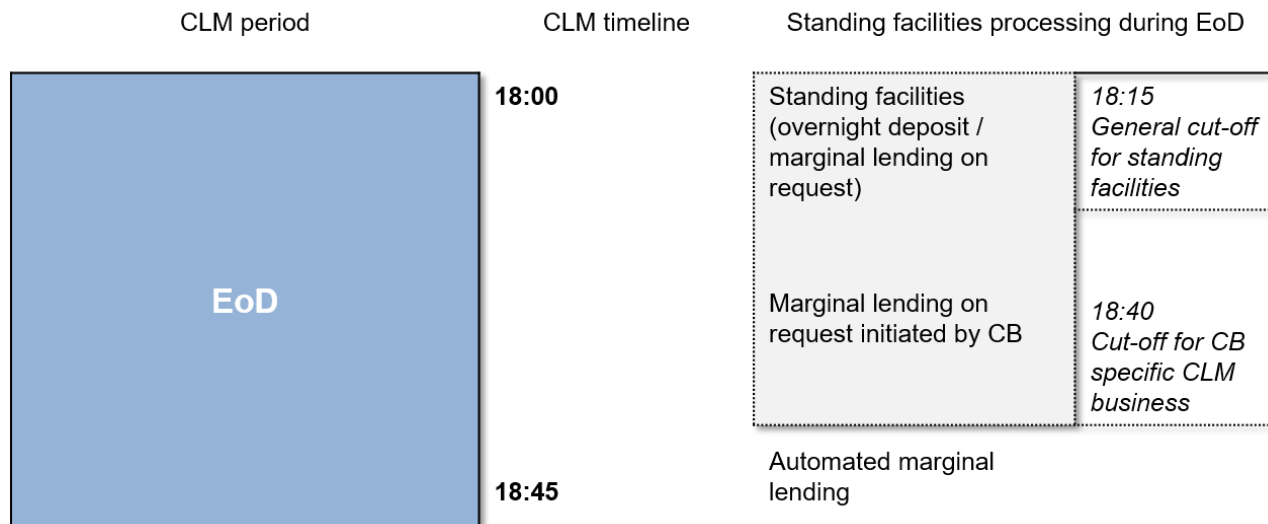 CLM period
CLM timeline
Standing facilities processing during EoD
18:00
Standing facilities
(overnight deposit /
marginal lending on
request)
18:15
General cut-off
for standing
facilities
EoD
Marginal lending on
request initiated by CB
18:40
Cut-off for CB
specific CLM
business
18:45
Automated marginal
lending